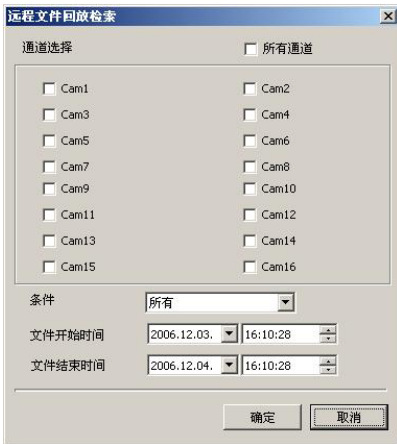 远程文件回放检索
通道选择 所有通道
Cam1 Cam2
Cam3 Cam4
Cam5 Cam6
Cam7 Cam8
Cam9 Cam10
Cam11 Cam12
Cam13 Cam14
Cam15 Cam16
条件 所有
文件开始时间 2006.12.03. 16:10:28
文件结束时间 2006.12.04. 16:10:28
确定 取消